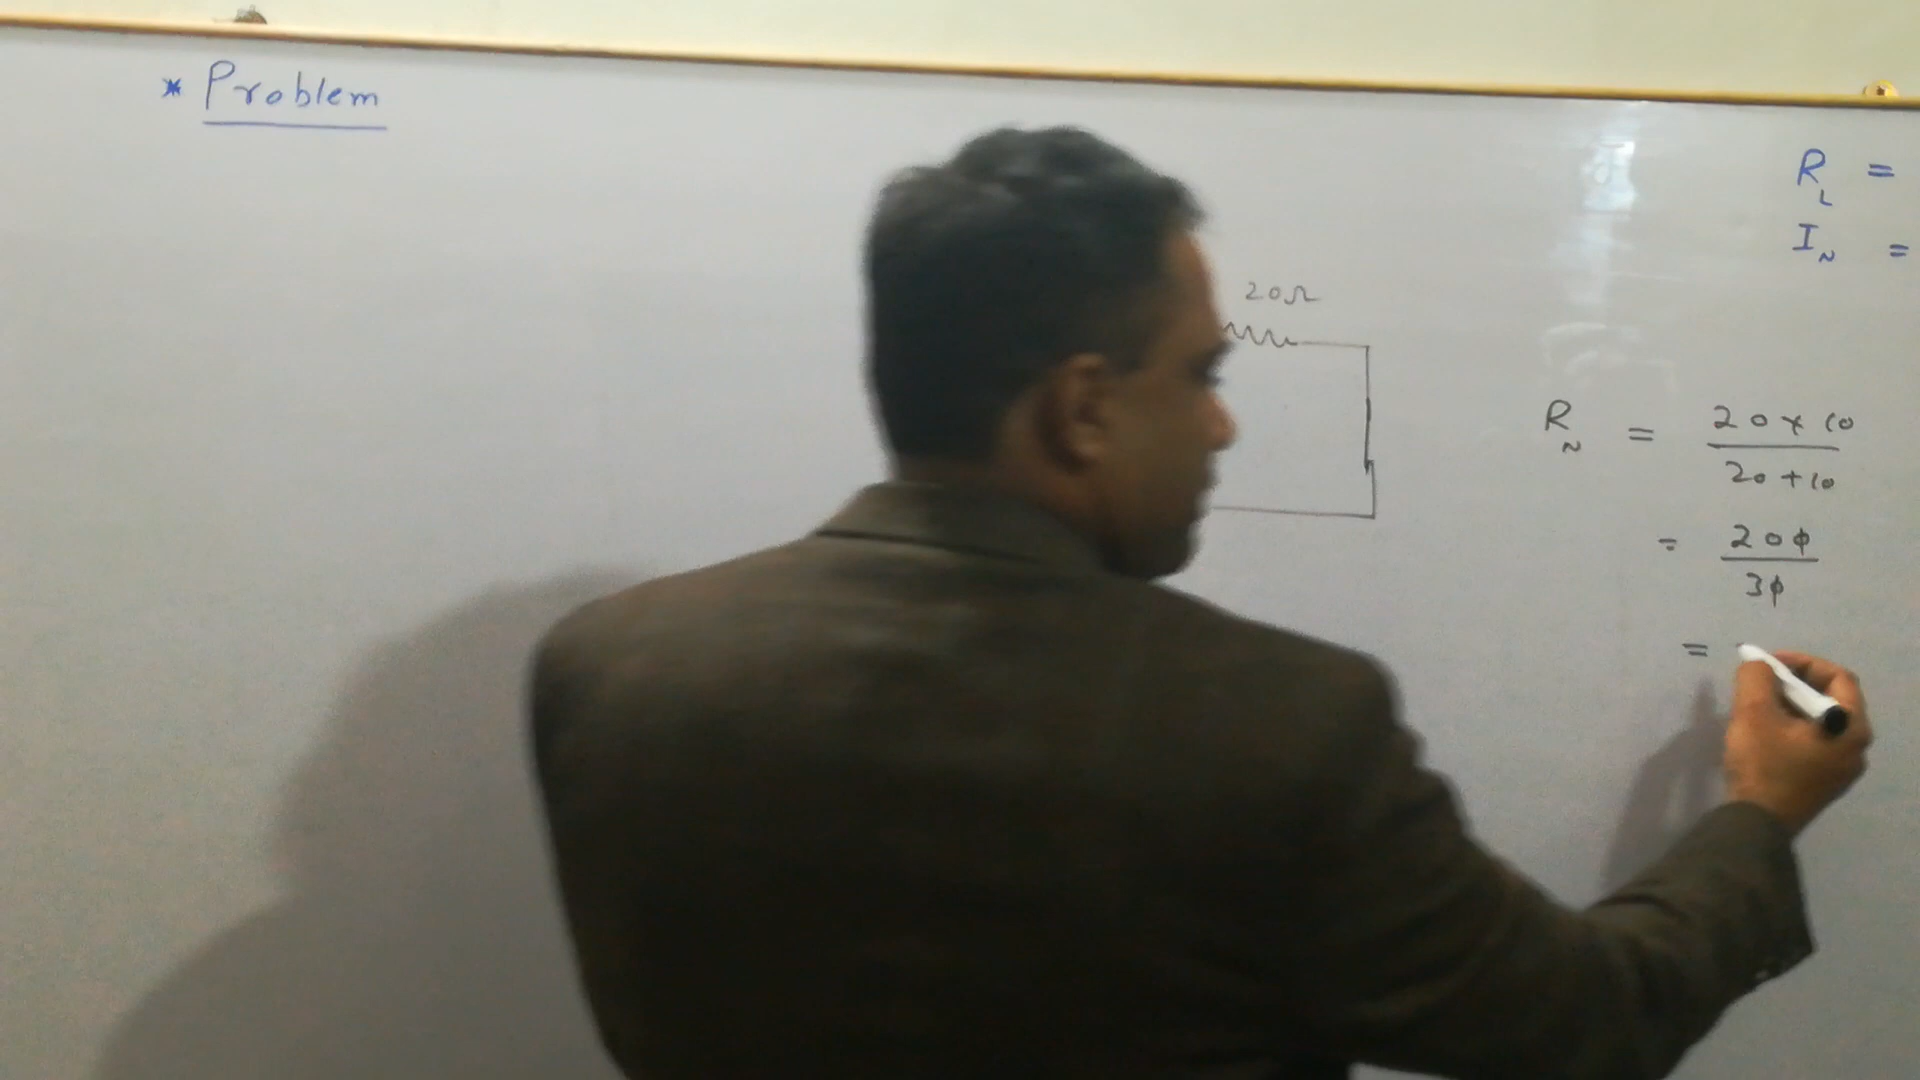 * Problem
R_L =
I_N =
20Ω
R_N = 20 x 10 / 20 + 10
= 200 / 30
=